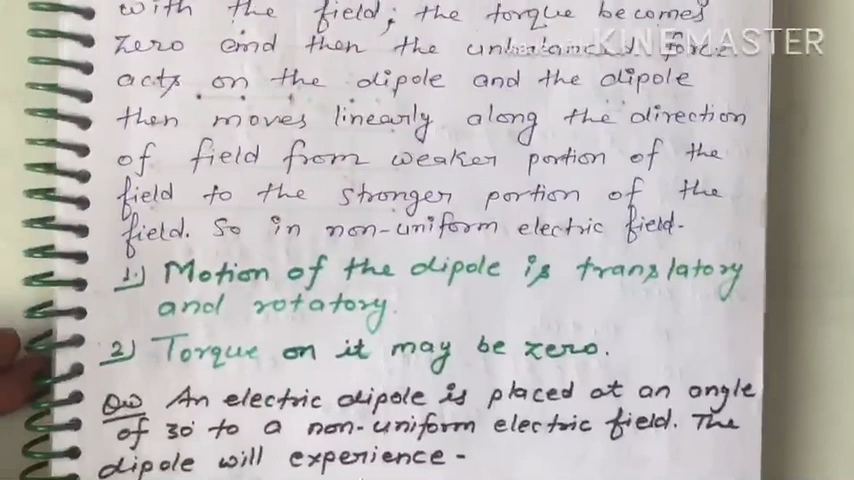 with the field; the torque becomes
zero and then the unbalanced force
acts on the dipole and the dipole
then moves linearly along the direction
of field from weaker portion of the
field to the stronger portion of the
field. So in non-uniform electric field.
1) Motion of the dipole is translatory
and rotatory.
2) Torque on it may be zero.
Qus An electric dipole is placed at an angle
of 30° to a non-uniform electric field. The
dipole will experience -
KINEMASTER